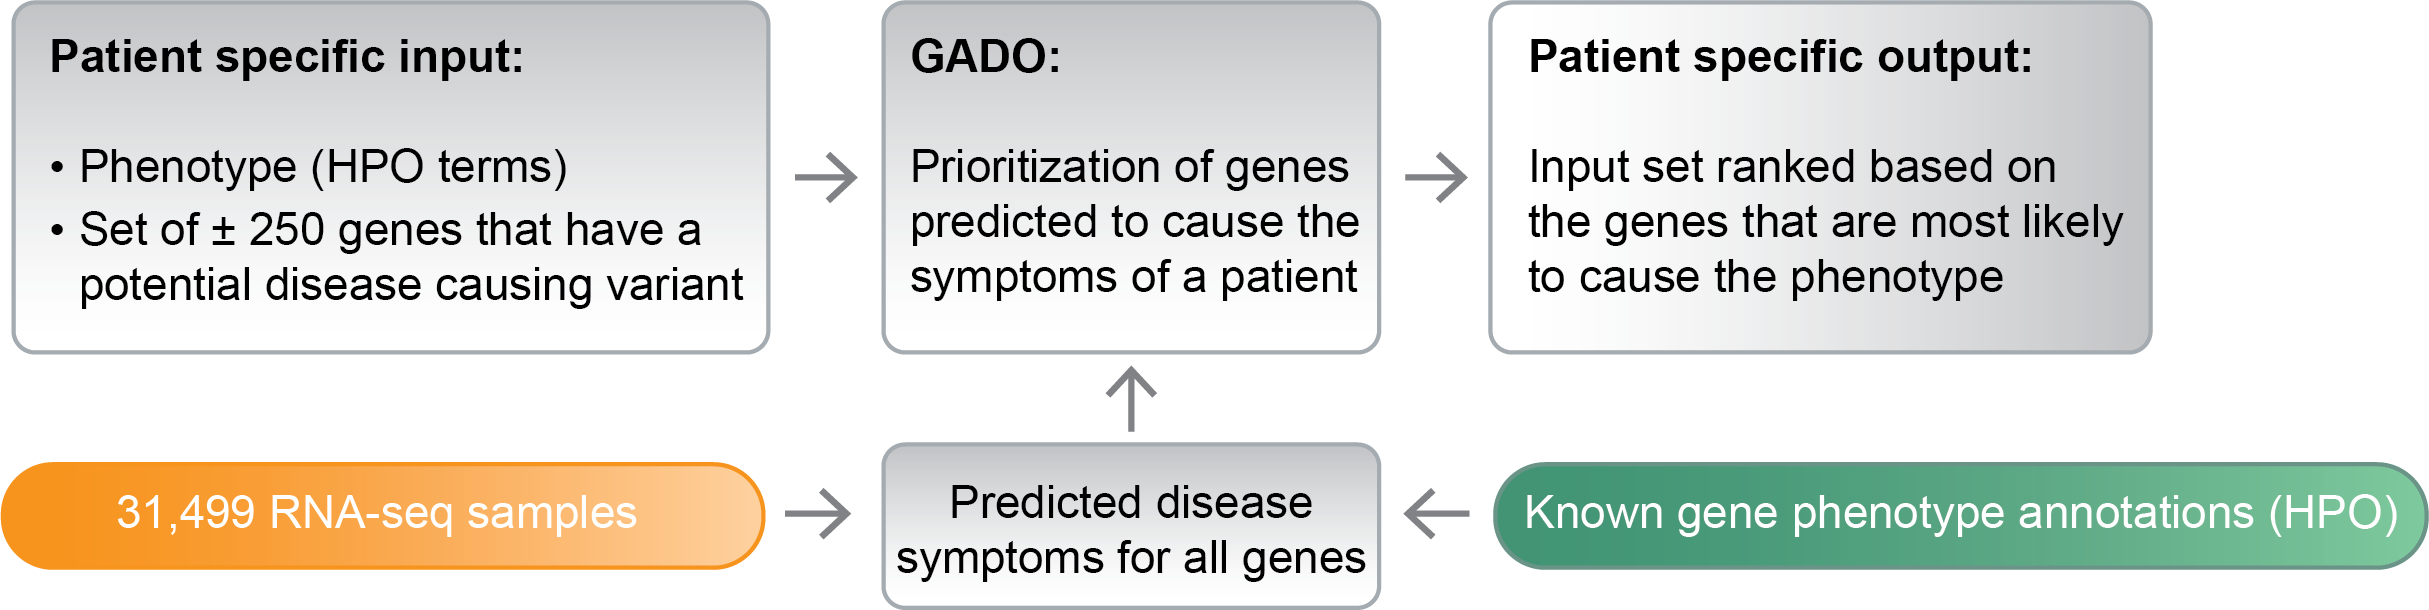 Patient specific input:
• Phenotype (HPO terms)
• Set of ± 250 genes that have a
potential disease causing variant
GADO:
Prioritization of genes
predicted to cause the
symptoms of a patient
Patient specific output:
Input set ranked based on
the genes that are most likely
to cause the phenotype
31,499 RNA-seq samples
Predicted disease
symptoms for all genes
Known gene phenotype annotations (HPO)